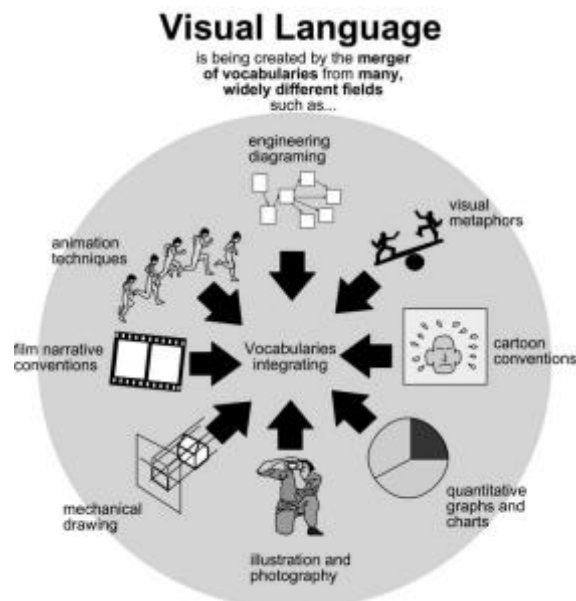 Visual Language
is being created by the merger
of vocabularies from many,
widely different fields
such as...
engineering
diagraming
visual
metaphors
animation
techniques
film narrative
conventions
Vocabularies
integrating
cartoon
conventions
mechanical
drawing
quantitative
graphs and
charts
illustration and
photography